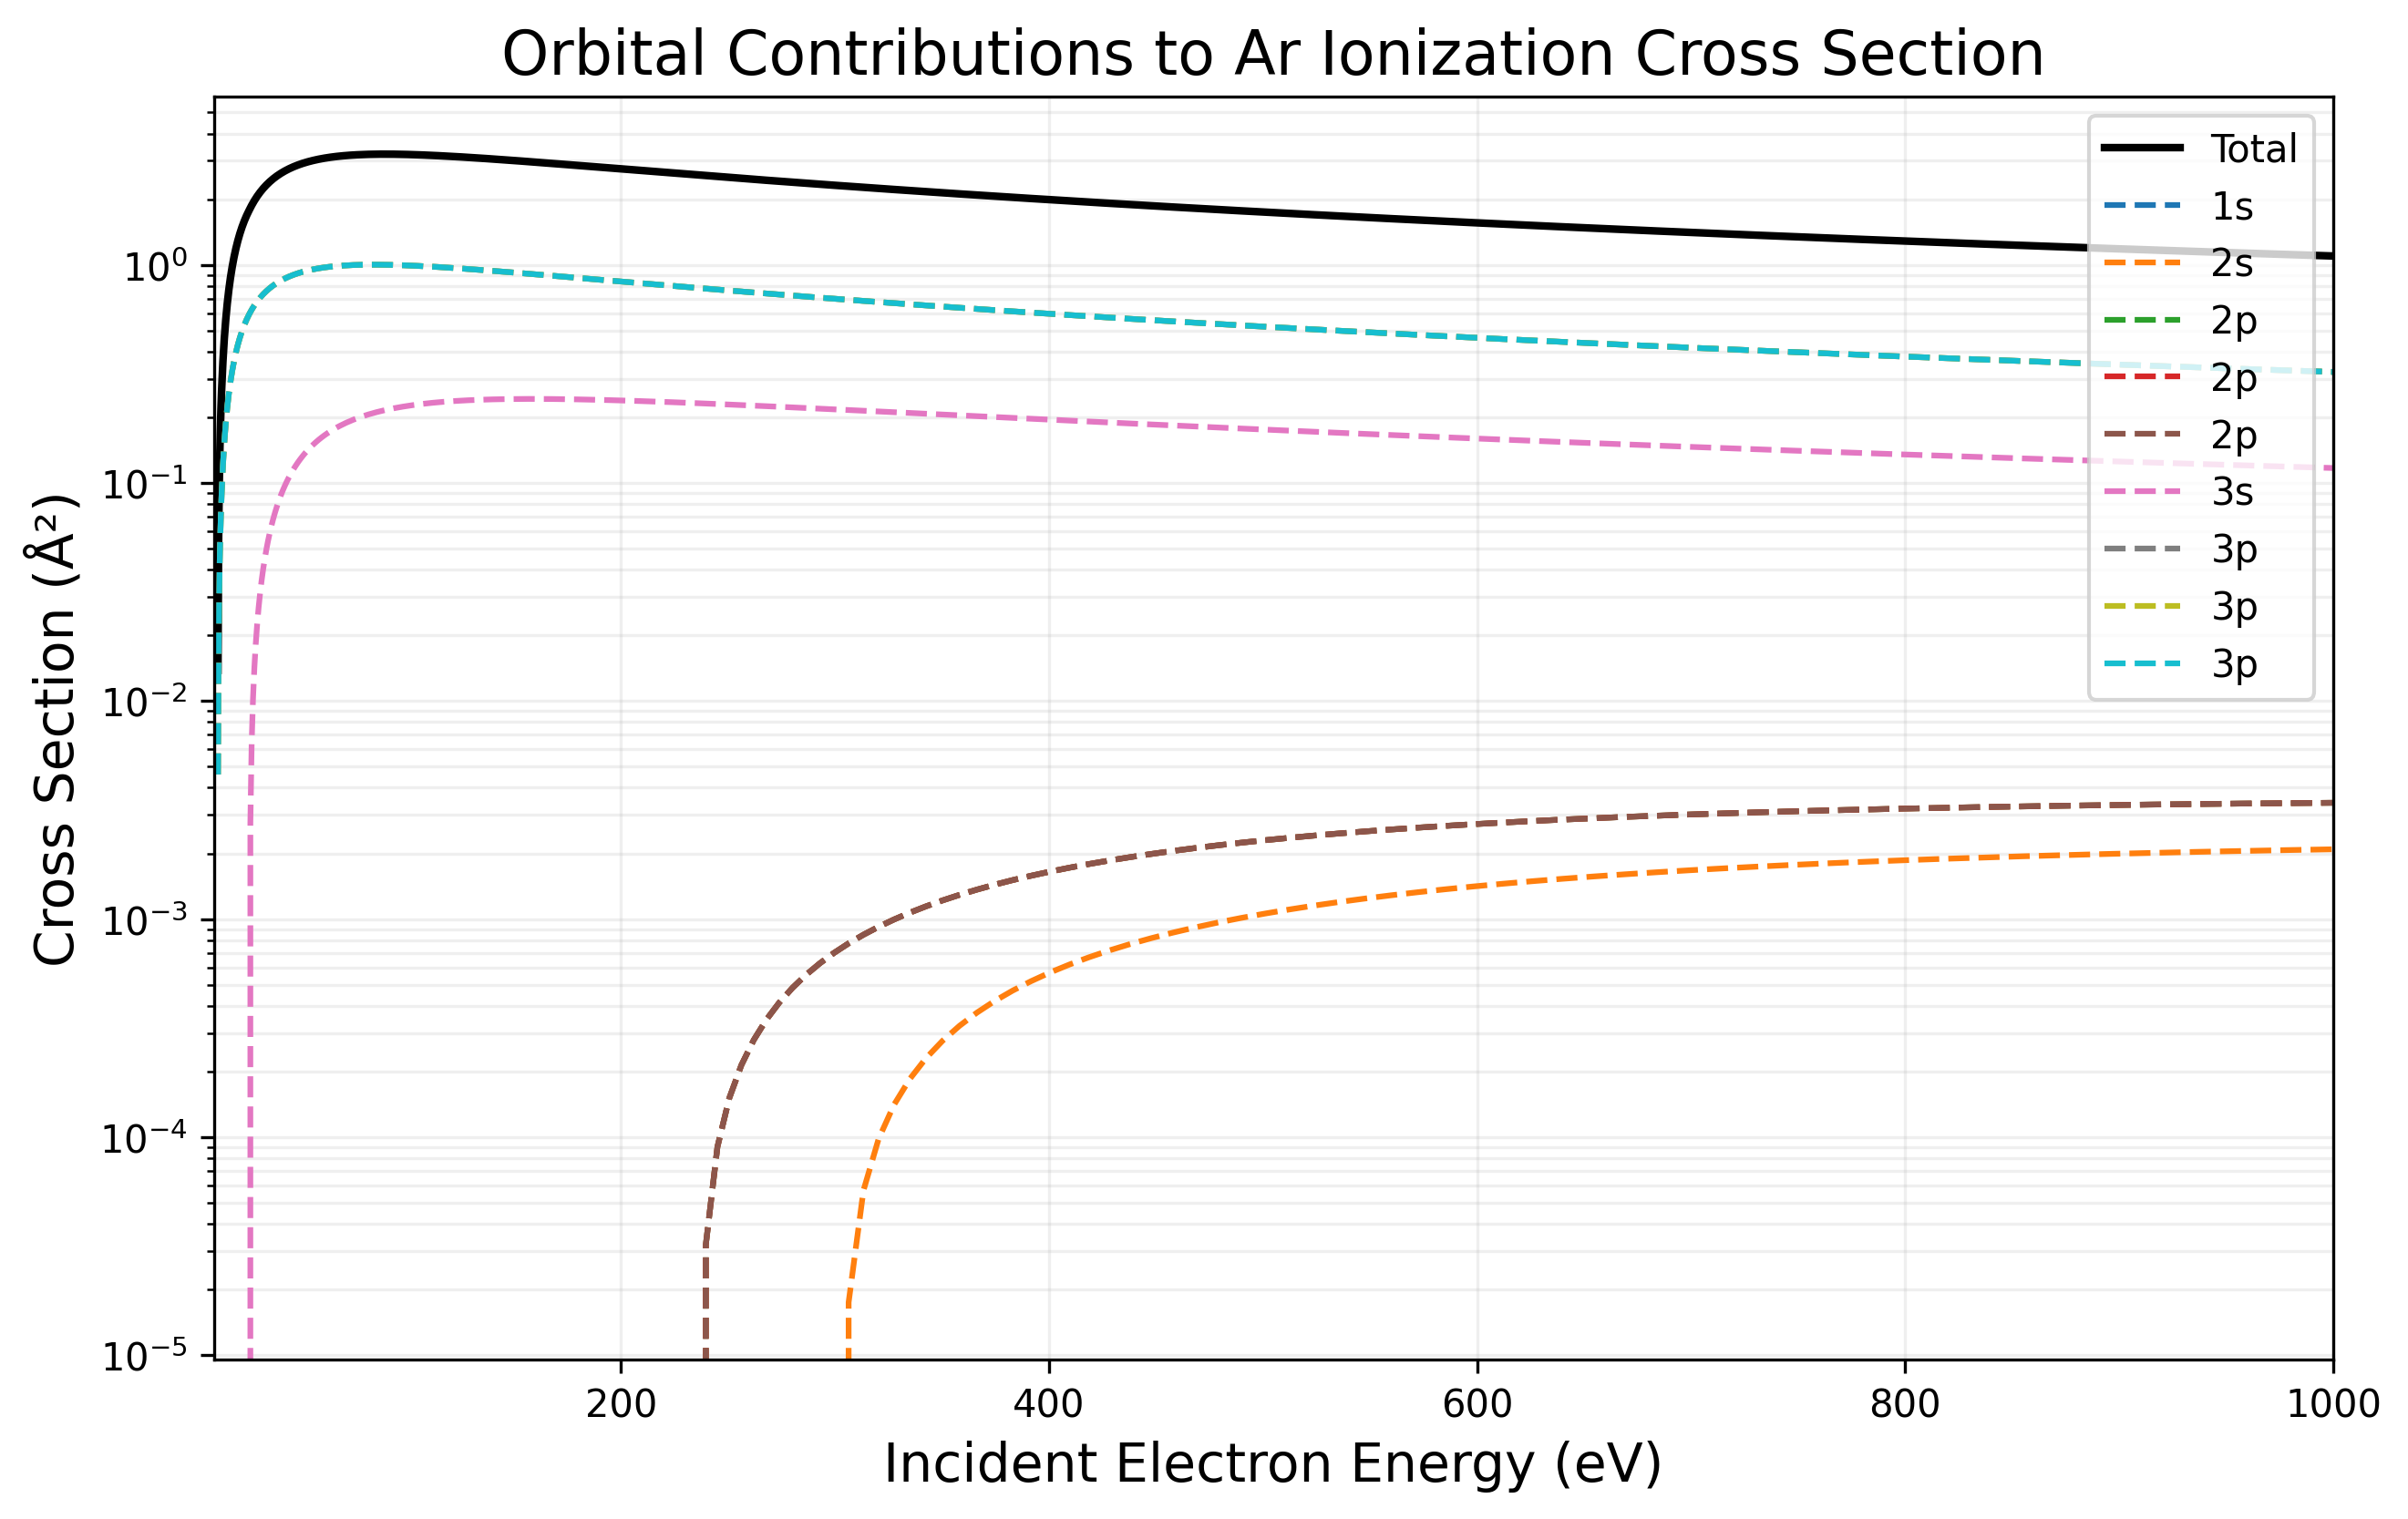 Orbital Contributions to Ar Ionization Cross Section
Cross Section (Å²)
10⁰
10⁻¹
10⁻²
10⁻³
10⁻⁴
10⁻⁵
Total
1s
2s
2p
2p
2p
3s
3p
3p
3p
200
400
600
800
1000
Incident Electron Energy (eV)